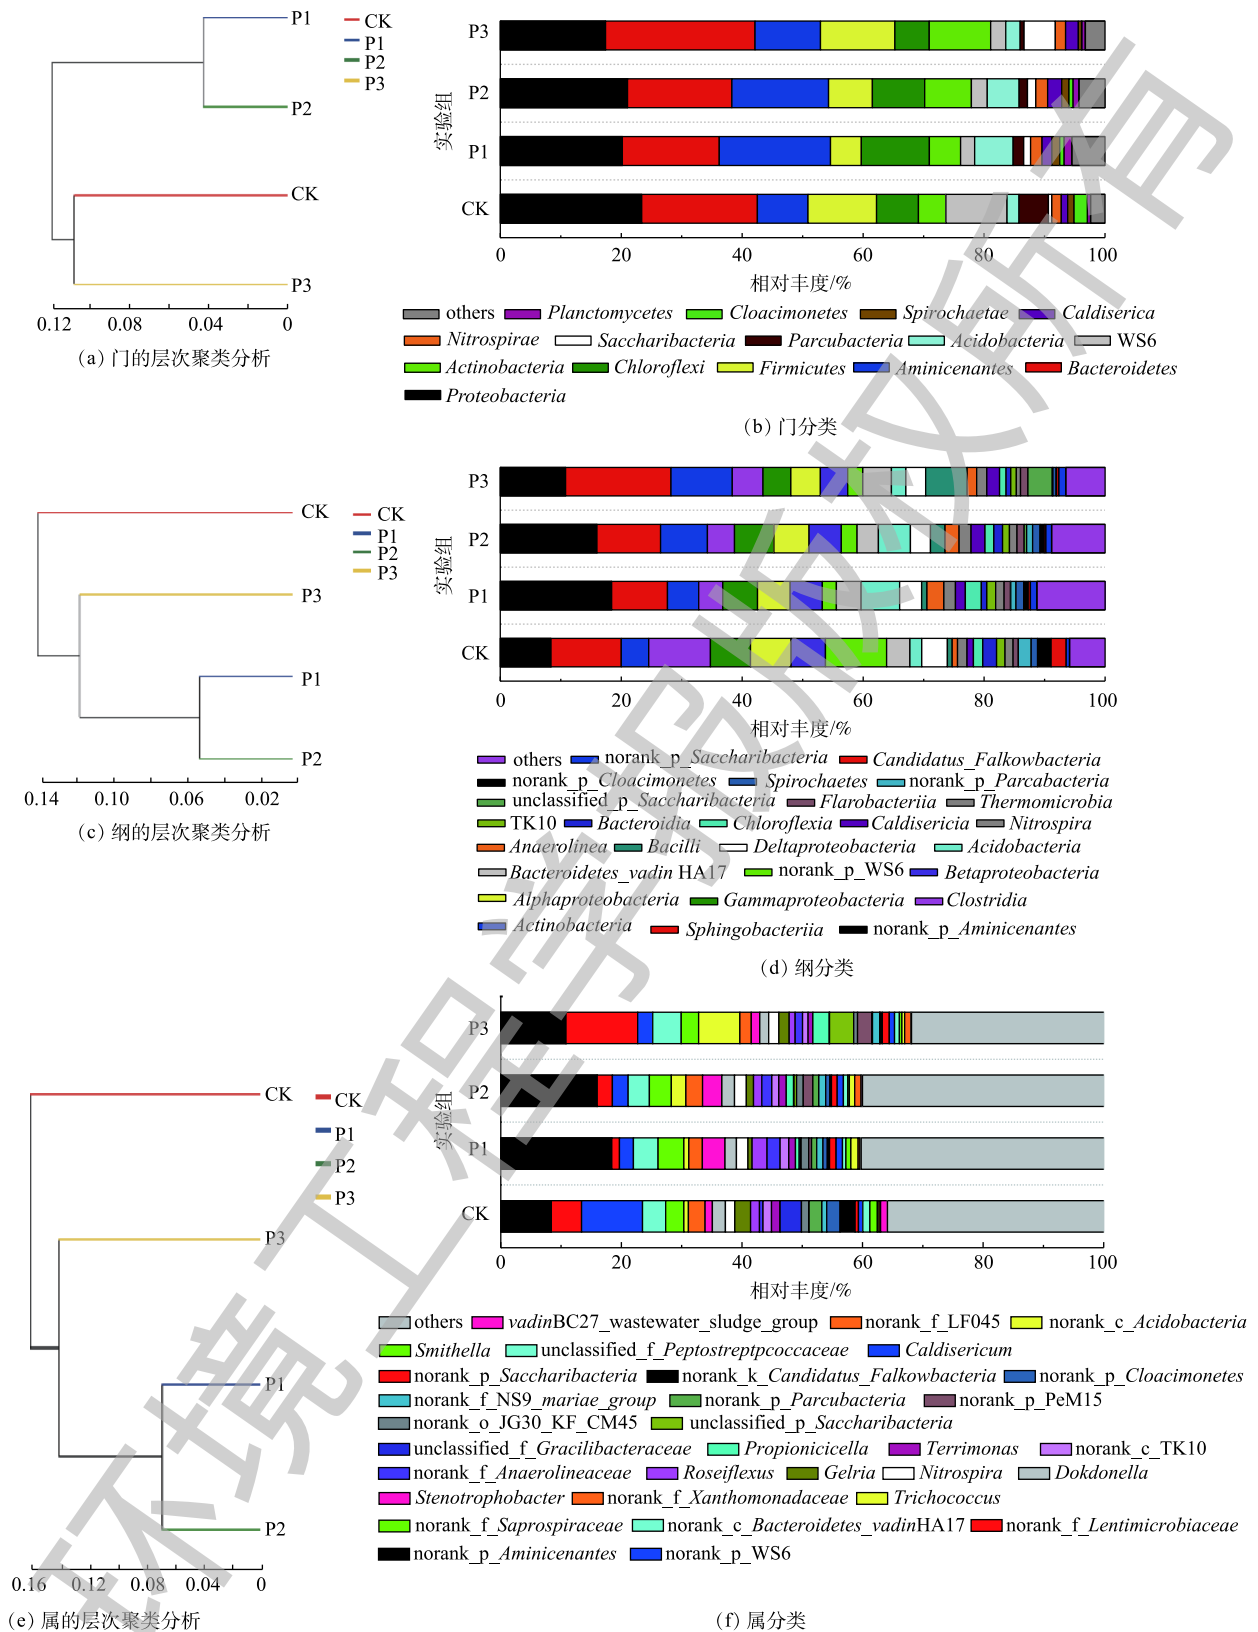 P1
CK
P1
P2
P3
P2
CK
P3
0.12 0.08 0.04 0
(a) 门的层次聚类分析
实验组
P3
P2
P1
CK
0 20 40 60 80 100
相对丰度/%
others Planctomycetes Cloacimonetes Spirochaetae Caldiserica
Nitrospirae Saccharibacteria Parcubacteria Acidobacteria WS6
Actinobacteria Chloroflexi Firmicutes Aminicenantes Bacteroidetes
Proteobacteria
(b) 门分类
CK
CK
P1
P2
P3
P3
P1
P2
0.14 0.10 0.06 0.02
(c) 纲的层次聚类分析
实验组
P3
P2
P1
CK
0 20 40 60 80 100
相对丰度/%
others norank_p_Saccharibacteria Candidatus_Falkowbacteria
norank_p_Cloacimonetes Spirochaetes norank_p_Parcabacteria
unclassified_p_Saccharibacteria Flarobacteriia Thermomicrobia
TK10 Bacteroidia Chloroflexia Caldisericia Nitrospira
Anaerolinea Bacilli Deltaproteobacteria Acidobacteria
Bacteroidetes_vadin HA17 norank_p_WS6 Betaproteobacteria
Alphaproteobacteria Gammaproteobacteria Clostridia
Actinobacteria Sphingobacteriia norank_p_Aminicenantes
(d) 纲分类
CK
CK
P1
P2
P3
P3
P1
P2
0.16 0.12 0.08 0.04 0
(e) 属的层次聚类分析
实验组
P3
P2
P1
CK
0 20 40 60 80 100
相对丰度/%
others vadinBC27_wastewater_sludge_group norank_f_LF045 norank_c_Acidobacteria
Smithella unclassified_f_Peptostreptpcoccaceae Caldisericum
norank_p_Saccharibacteria norank_k_Candidatus_Falkowbacteria norank_p_Cloacimonetes
norank_f_NS9_mariae_group norank_p_Parcubacteria norank_p_PeM15
norank_o_JG30_KF_CM45 unclassified_p_Saccharibacteria
unclassified_f_Gracilibacteraceae Propionicicella Terrimonas norank_c_TK10
norank_f_Anaerolineaceae Roseiflexus Gelria Nitrospira Dokdonella
Stenotrophobacter norank_f_Xanthomonadaceae Trichococcus
norank_f_Saprospiraceae norank_c_Bacteroidetes_vadinHA17 norank_f_Lentimicrobiaceae
norank_p_Aminicenantes norank_p_WS6
(f) 属分类
环境工程学报版权所有